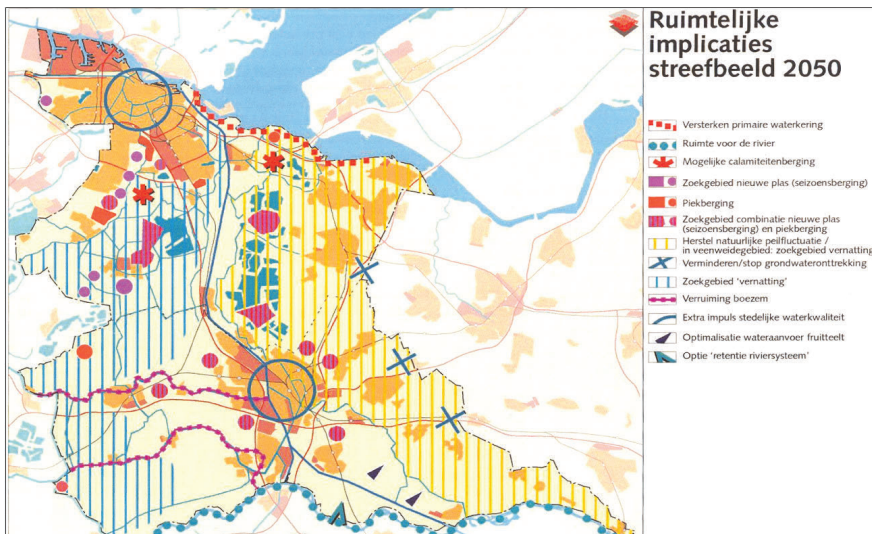 Ruimtelijke
implicaties
streefbeeld 2050
Versterken primaire waterkering
Ruimte voor de rivier
Mogelijke calamiteitenberging
Zoekgebied nieuwe plas (seizoensberging)
Piekberging
Zoekgebied combinatie nieuwe plas
(seizoensberging) en piekberging
Herstel natuurlijke peilfluctuatie /
in veenweidegebied: zoekgebied vernatting
Verminderen/stop grondwateronttrekking
Zoekgebied 'vernatting'
Verruiming boezem
Extra impuls stedelijke waterkwaliteit
Optimalisatie wateraanvoer fruitteelt
Optie 'retentie riviersysteem'